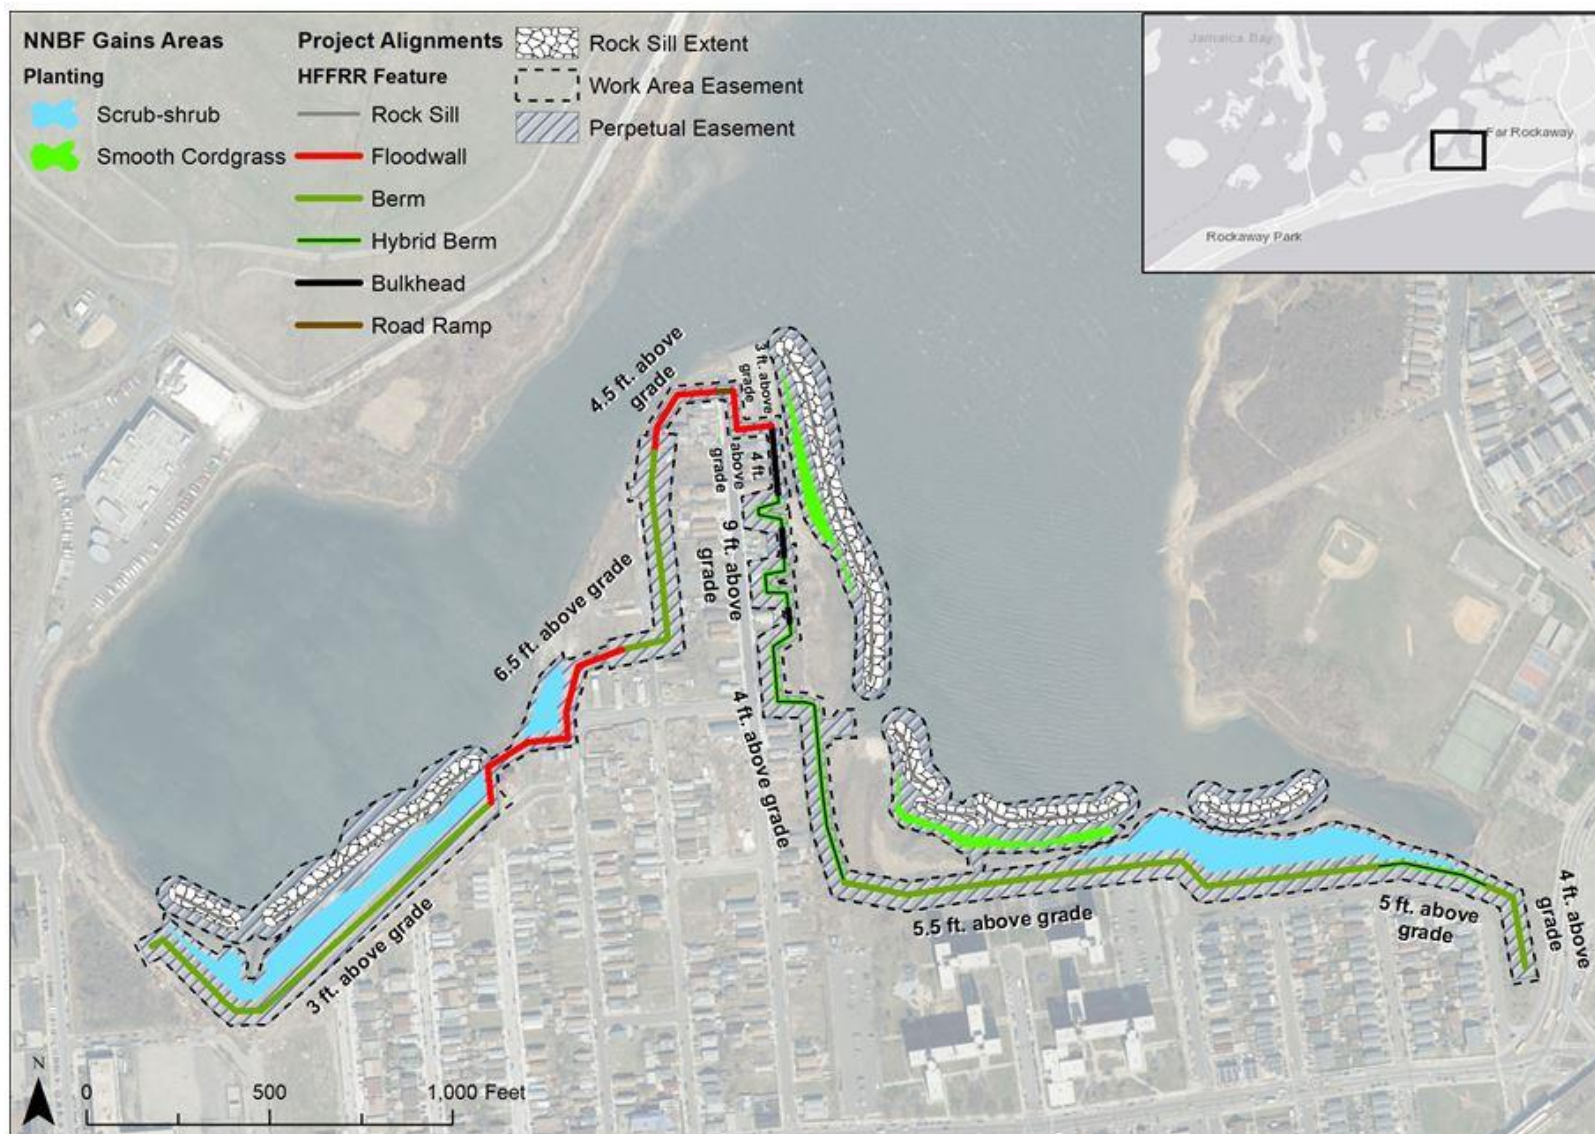 NNBF Gains Areas
Planting
Scrub-shrub
Smooth Cordgrass
Project Alignments
HFFRR Feature
Rock Sill
Floodwall
Berm
Hybrid Berm
Bulkhead
Road Ramp
Rock Sill Extent
Work Area Easement
Perpetual Easement
Jamaica Bay
Far Rockaway
Rockaway Park
4.5 ft. above
grade
3 ft. above
grade
4 ft.
above
grade
9 ft. above
grade
6.5 ft. above grade
4 ft. above grade
3 ft. above grade
5.5 ft. above grade
5 ft. above
grade
4 ft. above
grade
N
0 500 1,000 Feet